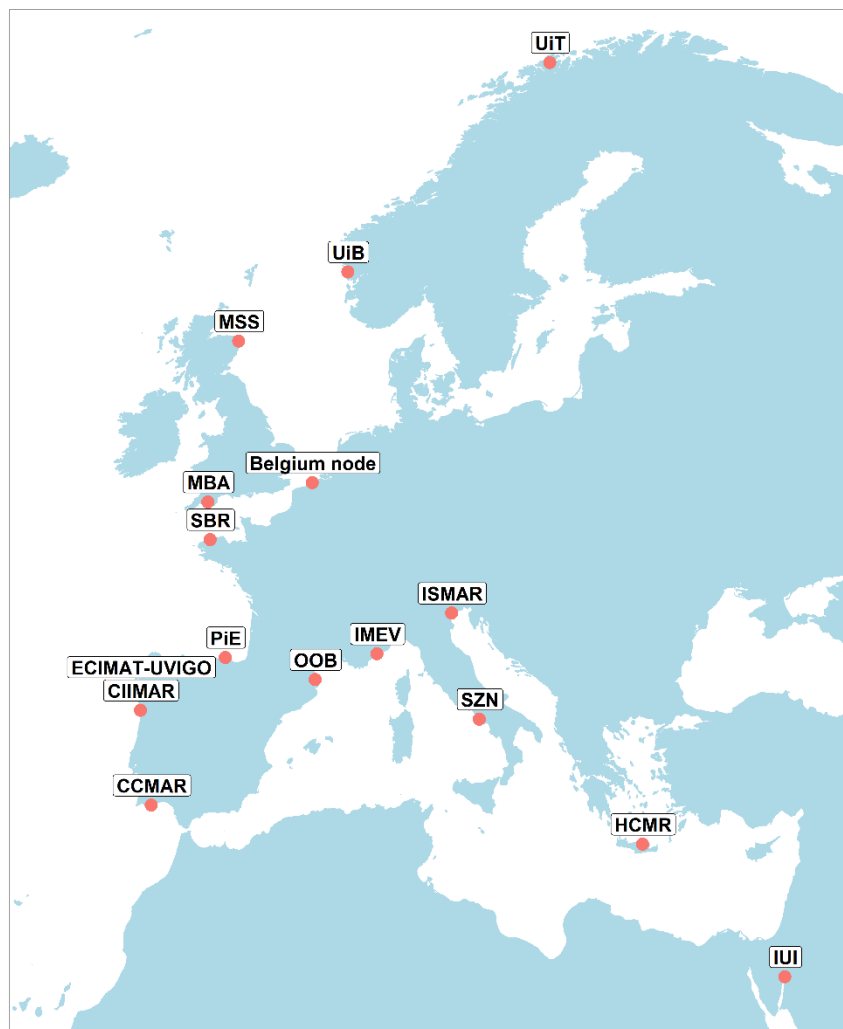 UiT
UiB
MSS
Belgium node
MBA
SBR
ISMAR
IMEV
PiE
OOB
ECIMAT-UVIGO
CIIMAR
SZN
CCMAR
HCMR
IUI